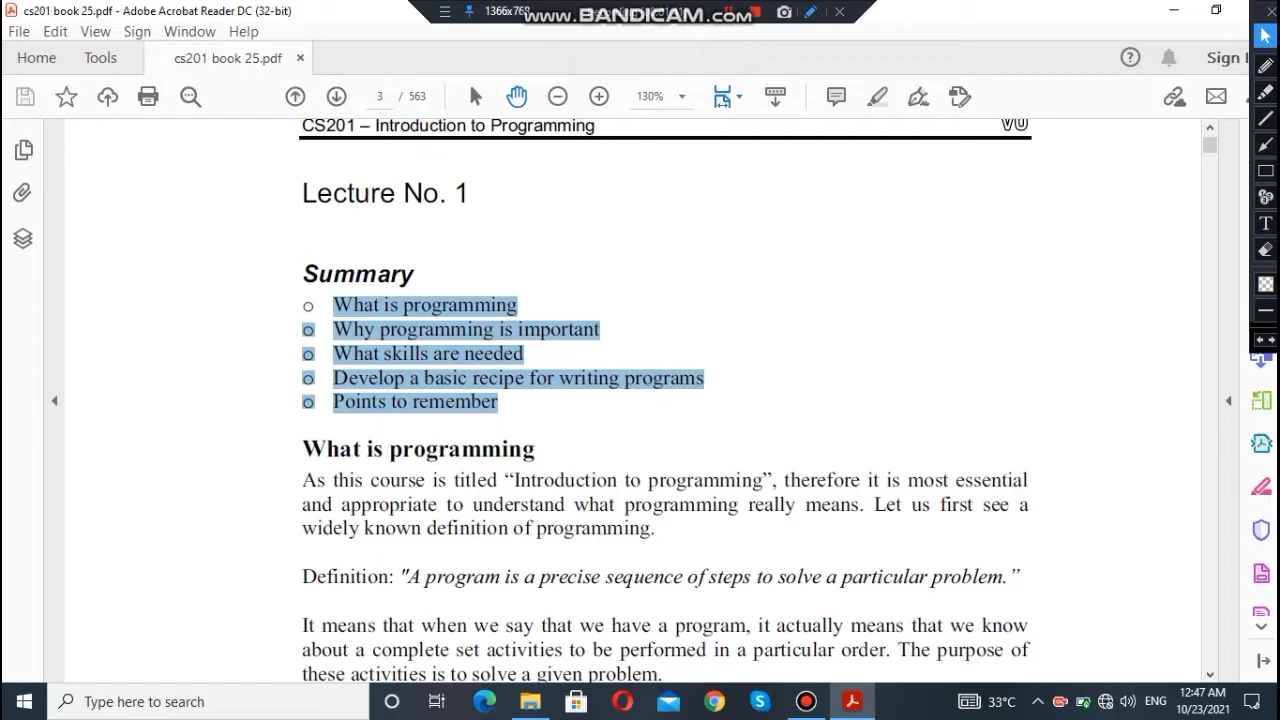 cs201 book 25.pdf - Adobe Acrobat Reader DC (32-bit)
1366x768
www.BANDICAM.com
File Edit View Sign Window Help
Home Tools cs201 book 25.pdf
Sign
3 / 563
130%
CS201 – Introduction to Programming VU
Lecture No. 1
Summary
o What is programming
o Why programming is important
o What skills are needed
o Develop a basic recipe for writing programs
o Points to remember
What is programming
As this course is titled “Introduction to programming”, therefore it is most essential
and appropriate to understand what programming really means. Let us first see a
widely known definition of programming.
Definition: "A program is a precise sequence of steps to solve a particular problem.”
It means that when we say that we have a program, it actually means that we know
about a complete set activities to be performed in a particular order. The purpose of
these activities is to solve a given problem.
Type here to search
33°C
ENG
12:47 AM
10/23/2021